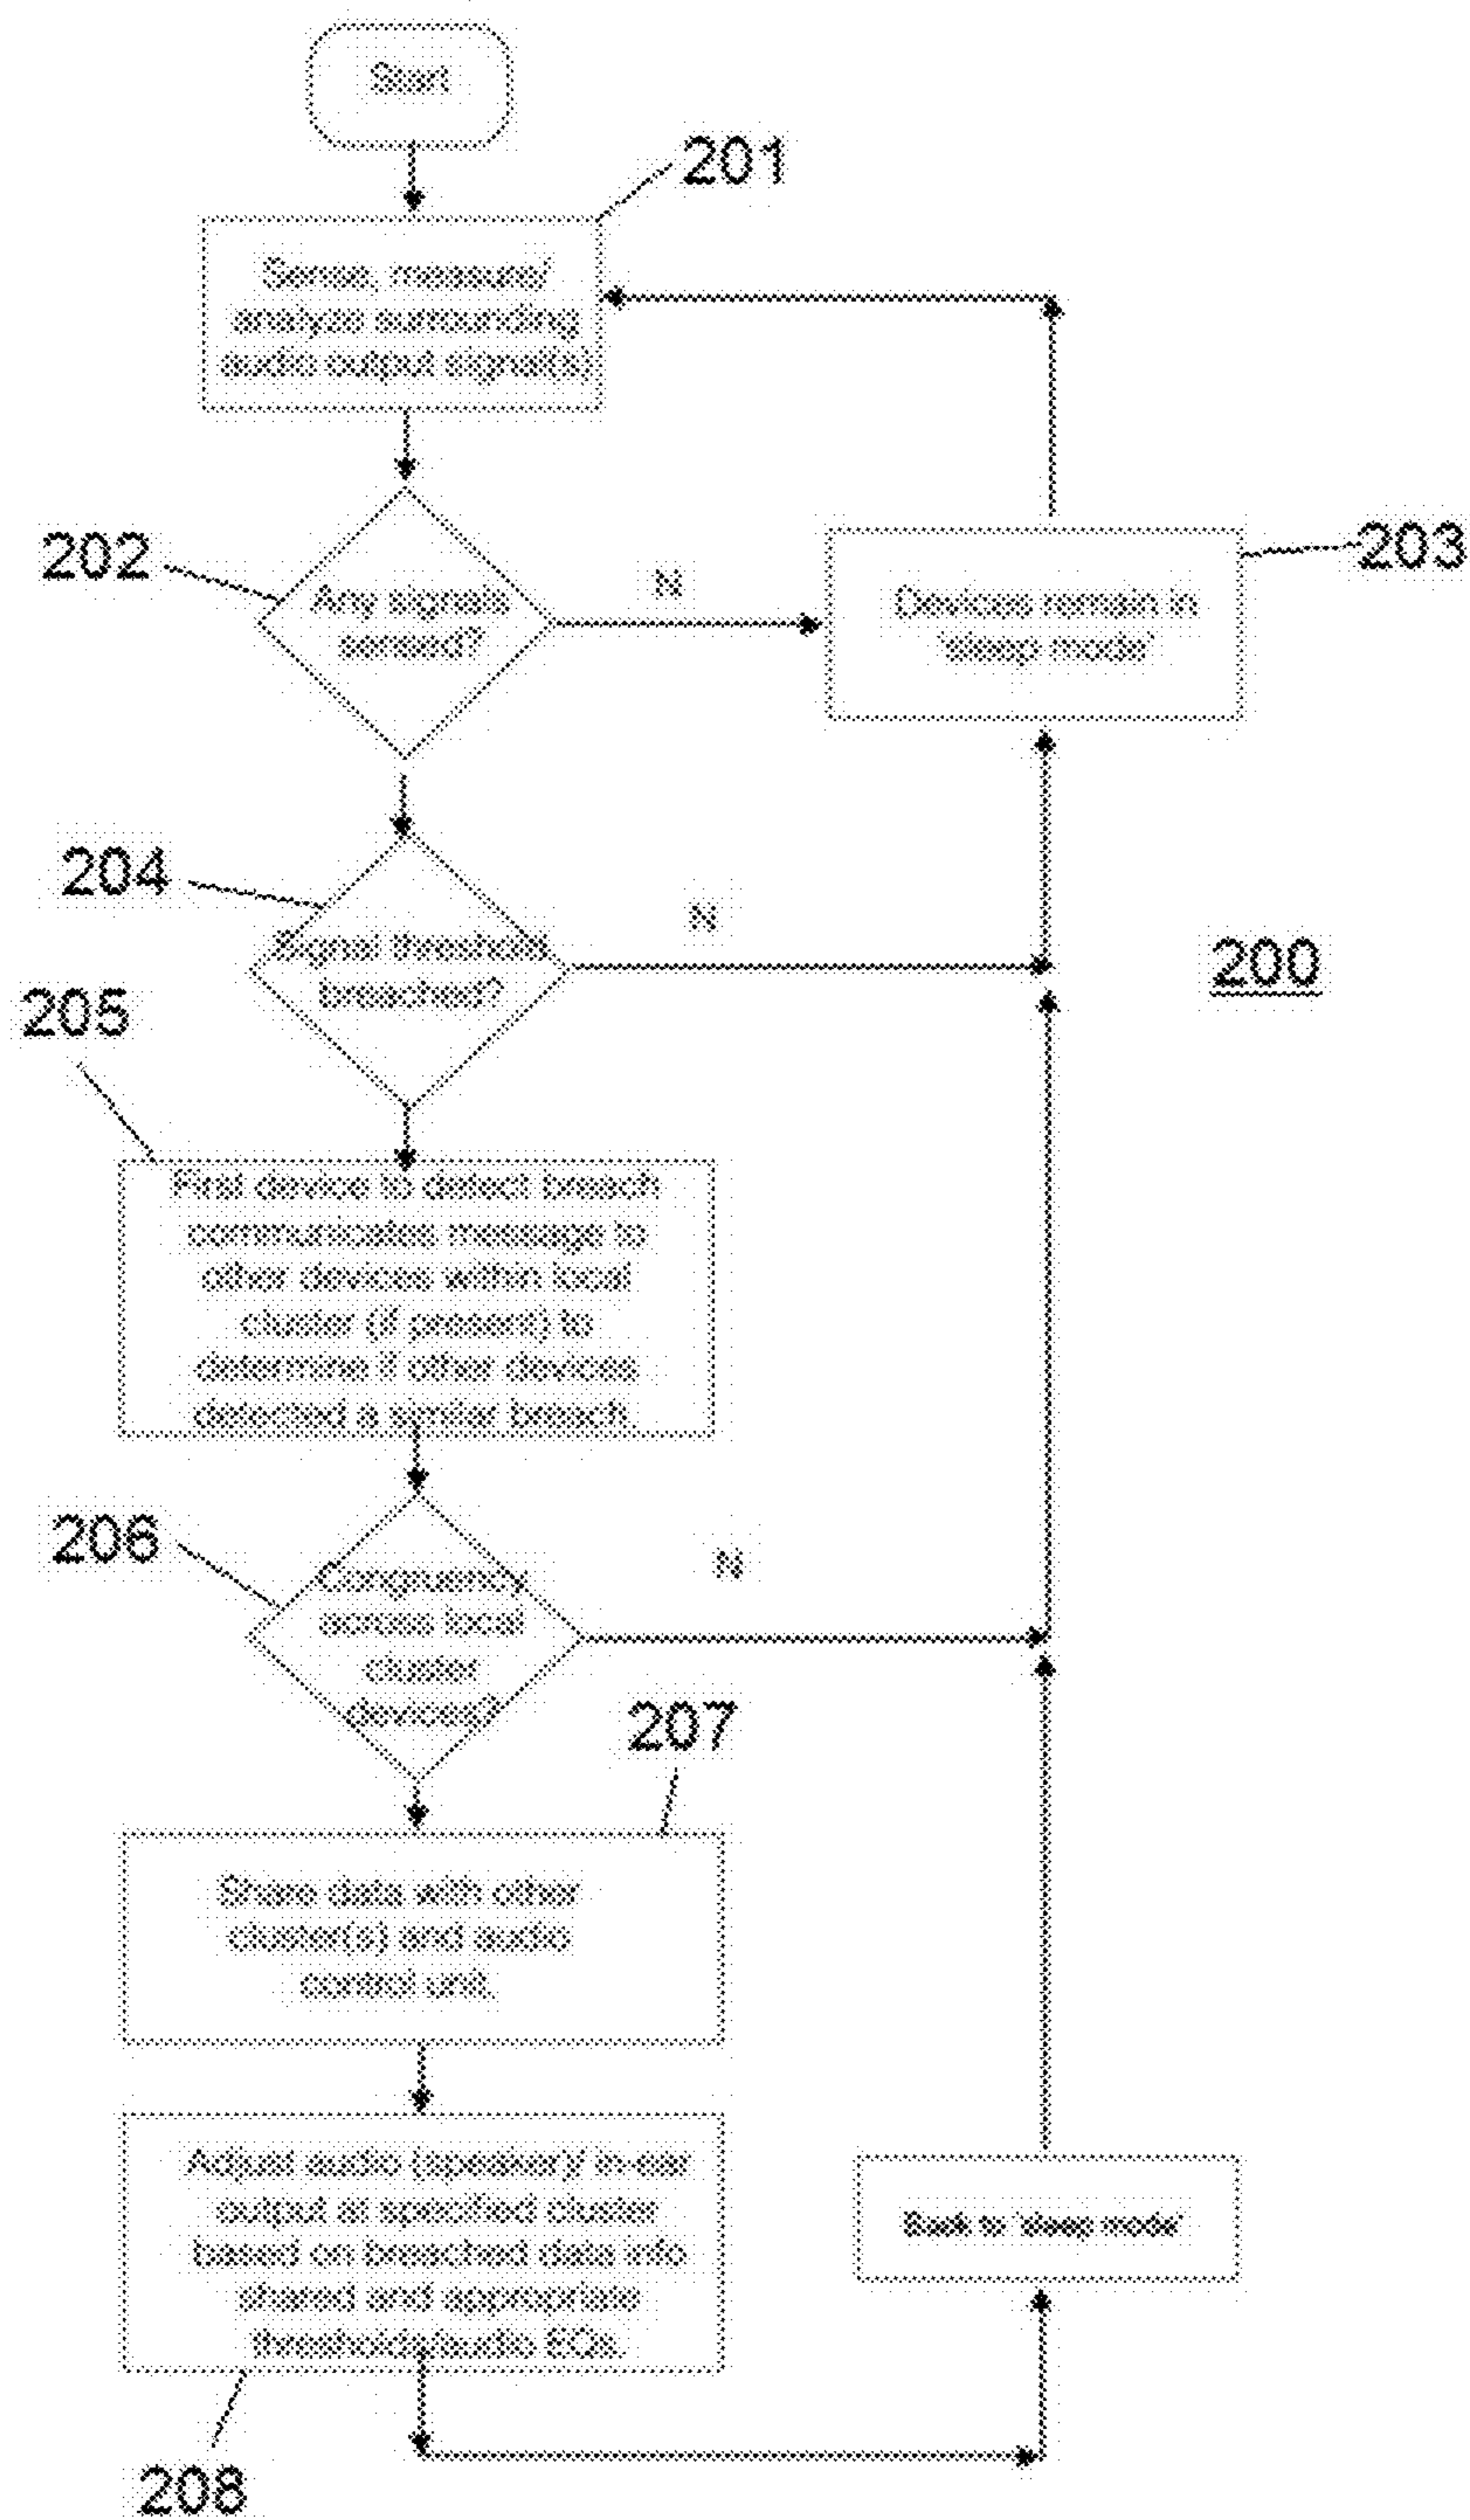 Start
201
Sense, measure/
analyze surrounding
audio output signal(s)
202
Any signals
sensed?
N
203
Devices remain in
'sleep mode'
204
Signal threshold
breached?
N
200
205
First device to detect breach
communicates message to
other devices within local
cluster (if present) to
determine if other devices
detected a similar breach.
206
Congruency
across local
cluster
devices?
N
207
Share data with other
cluster(s) and audio
control unit.
Adjust audio (speaker)/ in-ear
output at specified cluster
based on breached data info
shared and appropriate
thresholds/audio EQs.
Back to 'sleep mode'
208